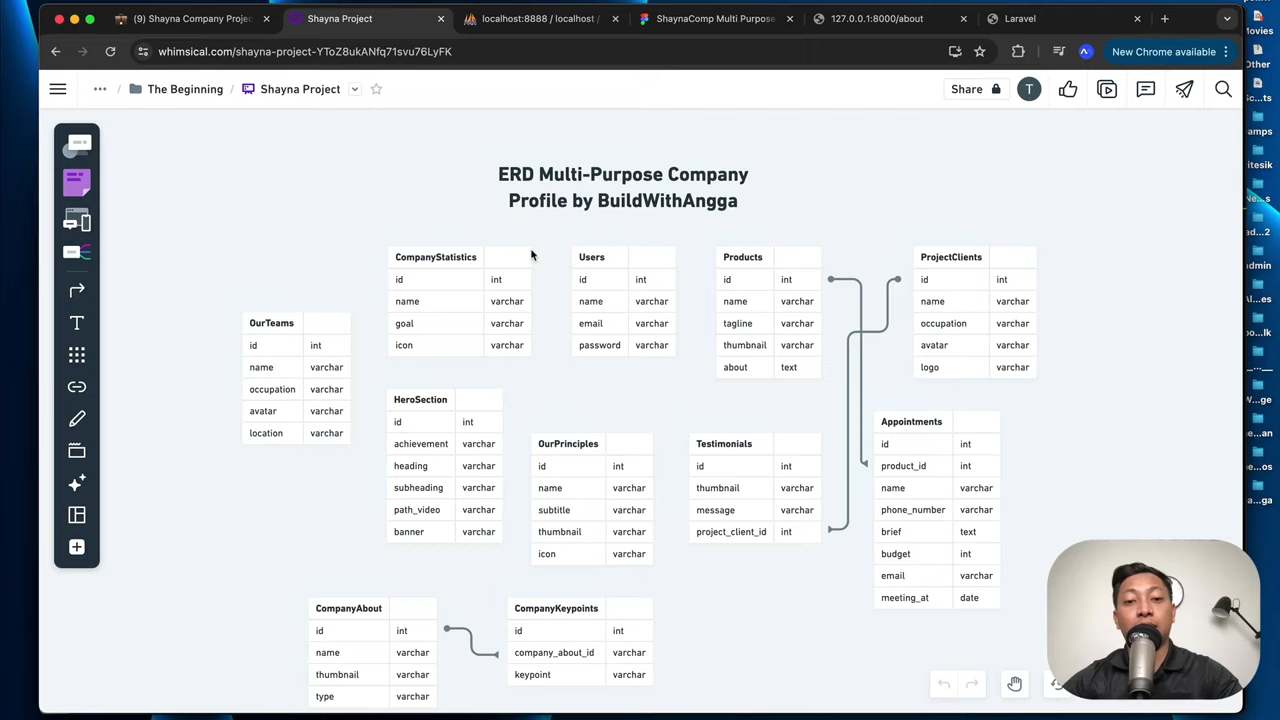 (9) Shayna Company Proje
Shayna Project
localhost:8888 / localhost /
ShaynaComp Multi Purpose
127.0.0.1:8000/about
Laravel
whimsical.com/shayna-project-YToZ8ukANfq71svu76LyFK
New Chrome available
The Beginning / Shayna Project
Share
T
ERD Multi-Purpose Company
Profile by BuildWithAngga
OurTeams
id int
name varchar
occupation varchar
avatar varchar
location varchar
CompanyStatistics
id int
name varchar
goal varchar
icon varchar
Users
id int
name varchar
email varchar
password varchar
Products
id int
name varchar
tagline varchar
thumbnail varchar
about text
ProjectClients
id int
name varchar
occupation varchar
avatar varchar
logo varchar
HeroSection
id int
achievement varchar
heading varchar
subheading varchar
path_video varchar
banner varchar
OurPrinciples
id int
name varchar
subtitle varchar
thumbnail varchar
icon varchar
Testimonials
id int
thumbnail varchar
message varchar
project_client_id int
Appointments
id int
product_id int
name varchar
phone_number varchar
brief text
budget int
email varchar
meeting_at date
CompanyAbout
id int
name varchar
thumbnail varchar
type varchar
CompanyKeypoints
id int
company_about_id varchar
keypoint varchar
Movies
Other